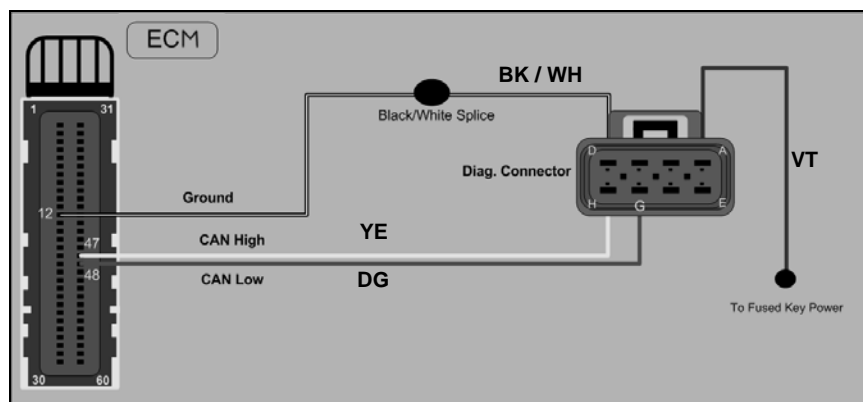 ECM
BK / WH
1 31
Black/White Splice
D A
Diag. Connector
VT
Ground
H G E
12
YE
47
CAN High
48
DG
CAN Low
To Fused Key Power
30 60